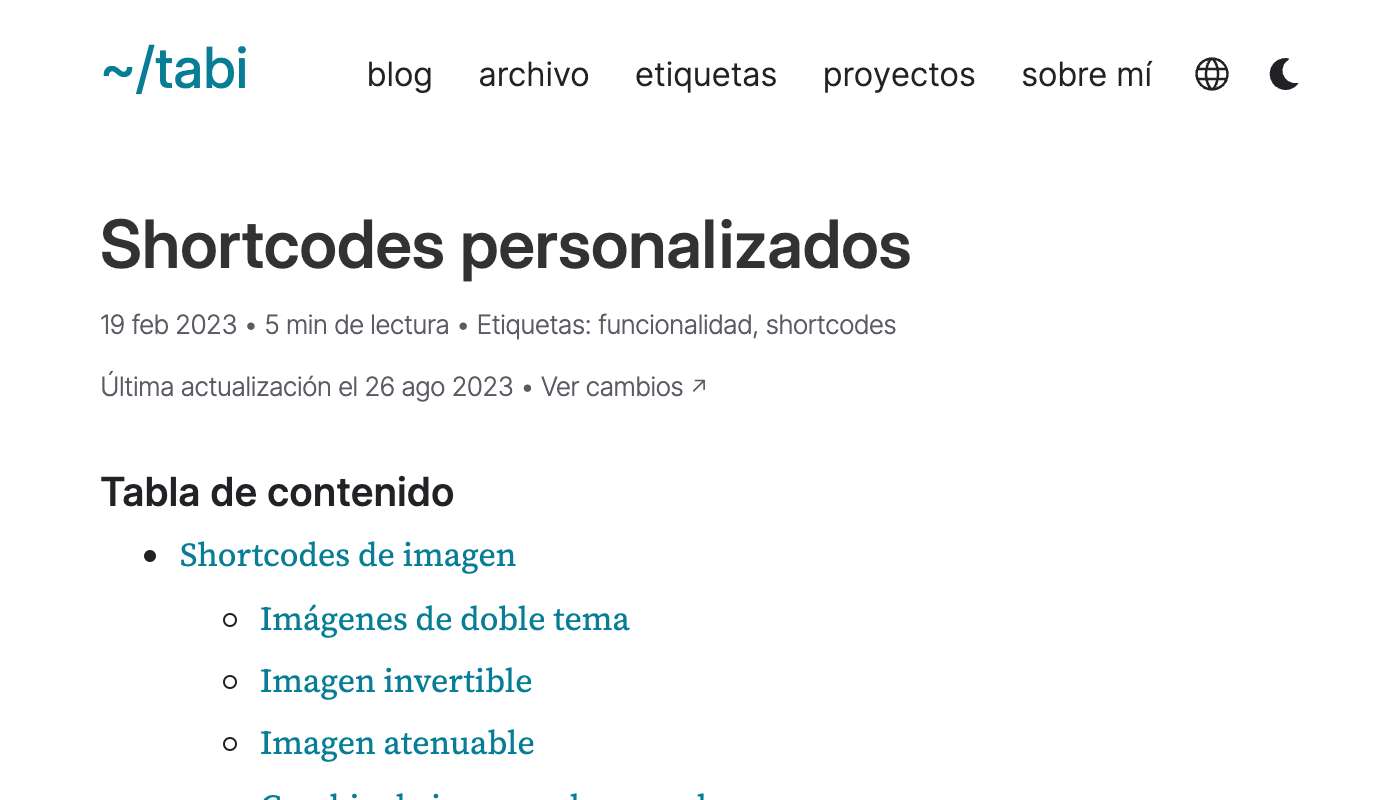 ~/tabi blog archivo etiquetas proyectos sobre mí
Shortcodes personalizados
19 feb 2023 • 5 min de lectura • Etiquetas: funcionalidad, shortcodes
Última actualización el 26 ago 2023 • Ver cambios ↗
Tabla de contenido
Shortcodes de imagen
Imágenes de doble tema
Imagen invertible
Imagen atenuable